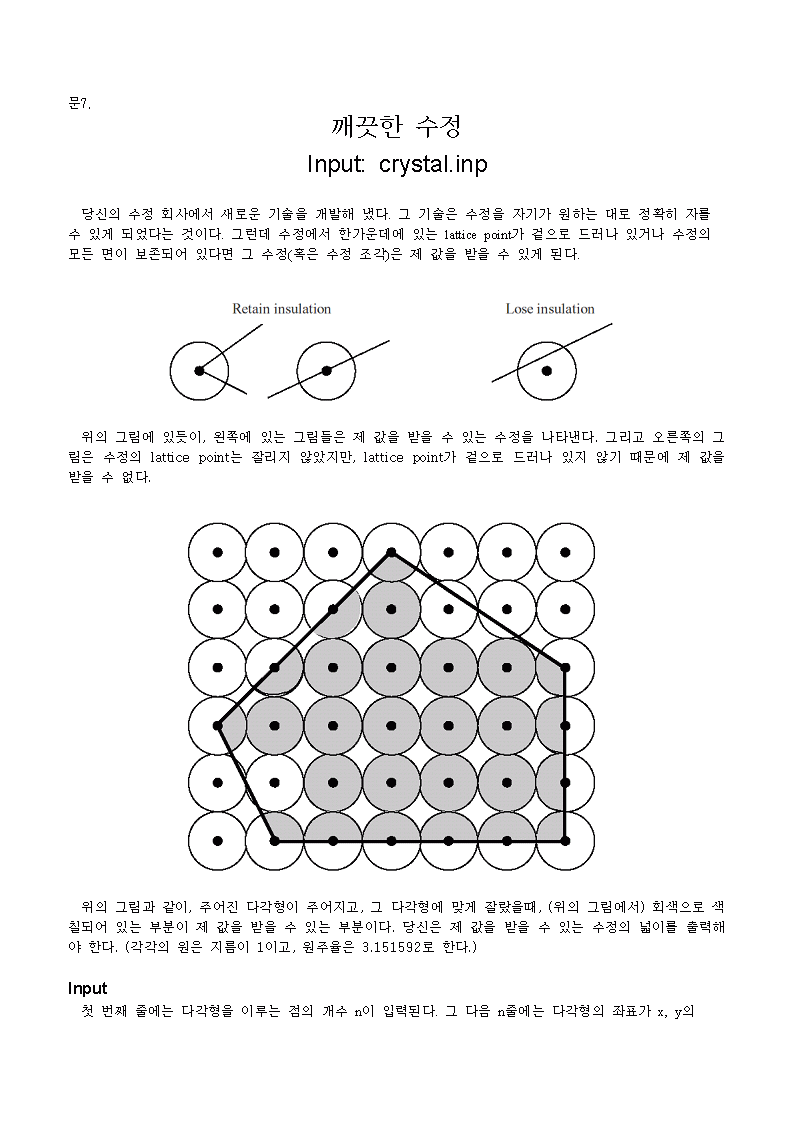 문7.
깨끗한 수정
Input: crystal.inp
당신의 수정 회사에서 새로운 기술을 개발해 냈다. 그 기술은 수정을 자기가 원하는 대로 정확히 자를
수 있게 되었다는 것이다. 그런데 수정에서 한가운데에 있는 lattice point가 겉으로 드러나 있거나 수정의
모든 면이 보존되어 있다면 그 수정(혹은 수정 조각)은 제 값을 받을 수 있게 된다.
Retain insulation Lose insulation
위의 그림에 있듯이, 왼쪽에 있는 그림들은 제 값을 받을 수 있는 수정을 나타낸다. 그리고 오른쪽의 그
림은 수정의 lattice point는 잘리지 않았지만, lattice point가 겉으로 드러나 있지 않기 때문에 제 값을
받을 수 없다.
위의 그림과 같이, 주어진 다각형이 주어지고, 그 다각형에 맞게 잘랐을때, (위의 그림에서) 회색으로 색
칠되어 있는 부분이 제 값을 받을 수 있는 부분이다. 당신은 제 값을 받을 수 있는 수정의 넓이를 출력해
야 한다. (각각의 원은 지름이 1이고, 원주율은 3.151592로 한다.)
Input
첫 번째 줄에는 다각형을 이루는 점의 개수 n이 입력된다. 그 다음 n줄에는 다각형의 좌표가 x, y의